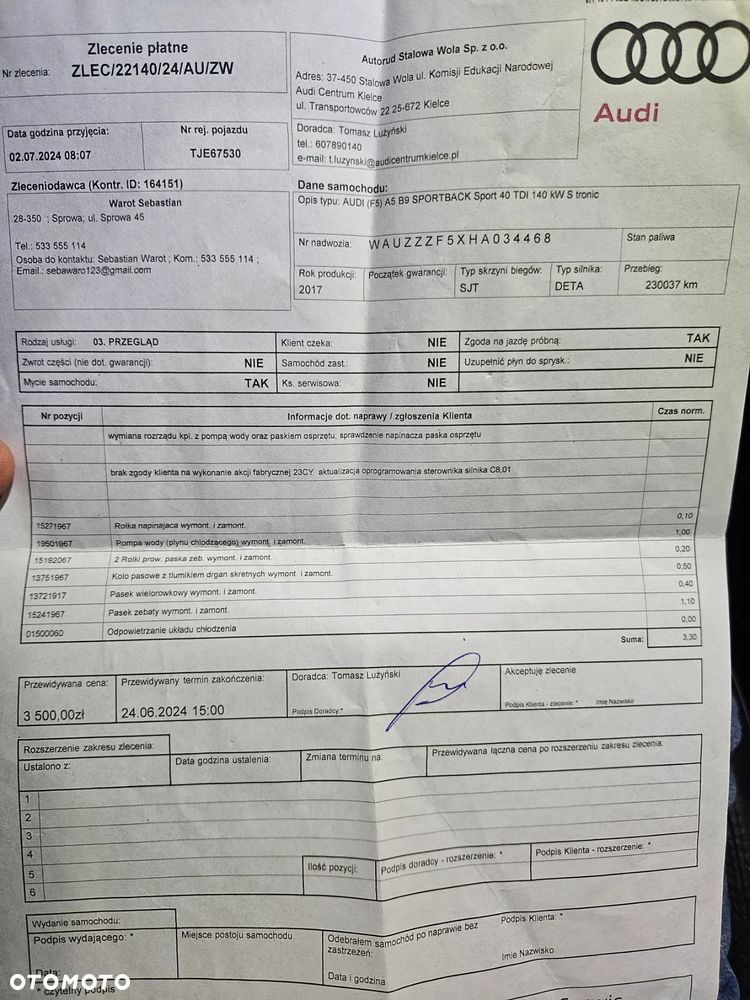 Zlecenie płatne
Nr zlecenia: ZLEC/22140/24/AU/ZW
Autorud Stalowa Wola Sp. z o.o.
Adres: 37-450 Stalowa Wola ul. Komisji Edukacji Narodowej
Audi Centrum Kielce
ul. Transportowców 22 25-672 Kielce
Audi
Data godzina przyjęcia:
02.07.2024 08:07
Nr rej. pojazdu
TJE67530
Doradca: Tomasz Lużyński
tel.: 607890140
e-mail: t.luzynski@audicentrumkielce.pl
Zleceniodawca (Kontr. ID: 164151)
Warot Sebastian
28-350 ; Sprowa; ul. Sprowa 45
Tel.: 533 555 114
Osoba do kontaktu: Sebastian Warot ; Kom.: 533 555 114 ;
Email.: sebawaro123@gmail.com
Dane samochodu:
Opis typu: AUDI (F5) A5 B9 SPORTBACK Sport 40 TDI 140 kW S tronic
Nr nadwozia: WAUZZZF5XHA034468
Stan paliwa
Rok produkcji: 2017
Początek gwarancji:
Typ skrzyni biegów: SJT
Typ silnika: DETA
Przebieg: 230037 km
Rodzaj usługi: 03. PRZEGLĄD
Klient czeka: NIE
Zgoda na jazdę próbną: TAK
Zwrot części (nie dot. gwarancji): NIE
Samochód zast.: NIE
Uzupełnić płyn do sprysk.: NIE
Mycie samochodu: TAK
Ks. serwisowa: NIE
Nr pozycji Informacje dot. naprawy / zgłoszenia Klienta Czas norm.
wymiana rozrządu kpl. z pompą wody oraz paskiem osprzętu, sprawdzenie napinacza paska osprzętu
brak zgody klienta na wykonanie akcji fabrycznej 23CY aktualizacja oprogramowania sterownika silnika C8,01
15271967 Rolka napinajaca wymont. i zamont. 0,10
19501967 Pompa wody (plynu chlodzącego) wymont. i zamont. 1,00
15192067 2 Rolki prow. paska zeb. wymont. i zamont. 0,20
13751967 Kolo pasowe z tlumikiem drgan skretnych wymont. i zamont. 0,50
13721917 Pasek wielorowkowy wymont. i zamont. 0,40
15241967 Pasek zebaty wymont. i zamont. 1,10
01500060 Odpowietrzanie układu chłodzenia 0,00
Suma: 3,30
Przewidywana cena:
3 500,00zł
Przewidywany termin zakończenia:
24.06.2024 15:00
Doradca: Tomasz Lużyński
Podpis Doradcy:*
Akceptuję zlecenie
Podpis Klienta - zlecenie: * Imię Nazwisko
Rozszerzenie zakresu zlecenia:
Ustalono z:
Data godzina ustalenia:
Zmiana terminu na:
Przewidywana łączna cena po rozszerzeniu zakresu zlecenia:
1
2
3
4
5
6
Ilość pozycji:
Podpis doradcy - rozszerzenie: *
Podpis Klienta - rozszerzenie: *
Wydanie samochodu:
Podpis wydającego: *
Data:
Miejsce postoju samochodu
Odebrałem samochód po naprawie bez zastrzeżeń:
Data i godzina
Podpis Klienta: *
Imię Nazwisko
* czytelny podpis
OTOMOTO